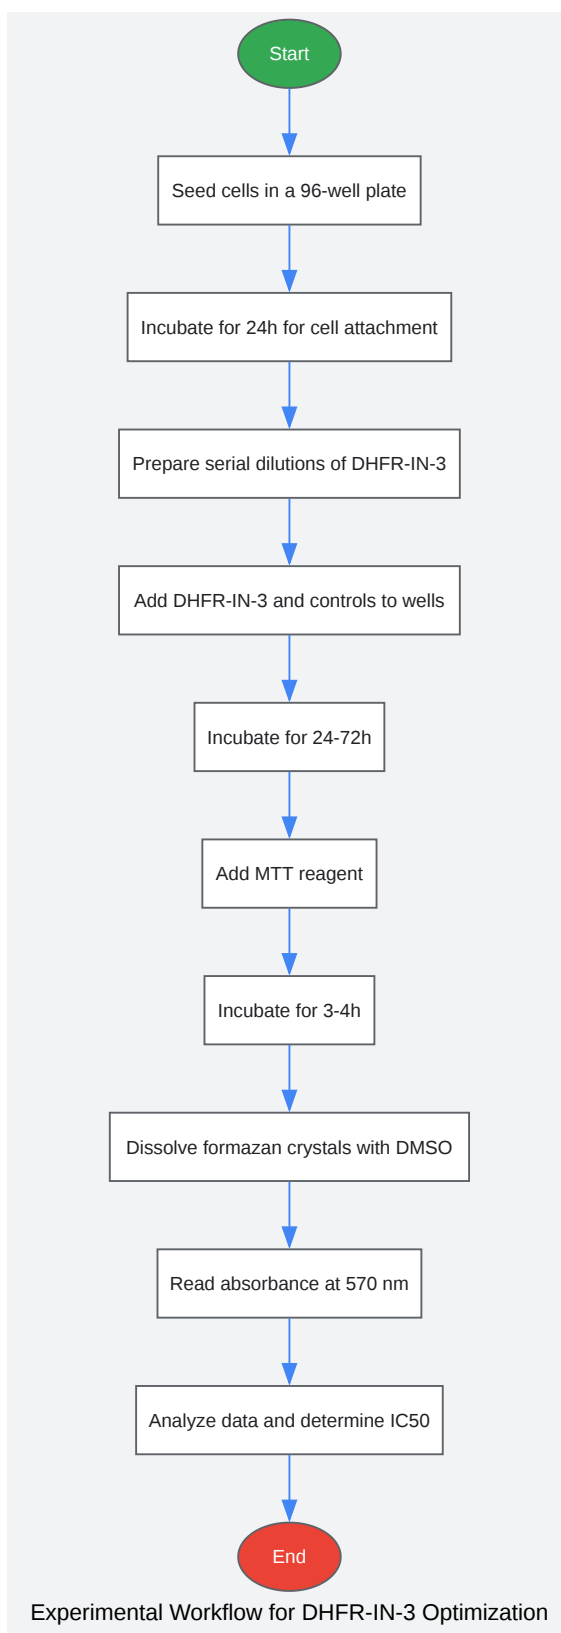 Start
Seed cells in a 96-well plate
Incubate for 24h for cell attachment
Prepare serial dilutions of DHFR-IN-3
Add DHFR-IN-3 and controls to wells
Incubate for 24-72h
Add MTT reagent
Incubate for 3-4h
Dissolve formazan crystals with DMSO
Read absorbance at 570 nm
Analyze data and determine IC50
End
Experimental Workflow for DHFR-IN-3 Optimization